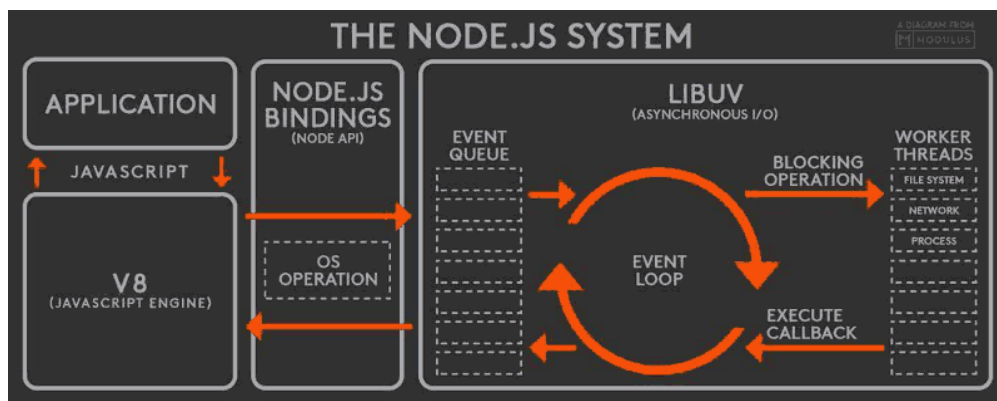 THE NODE.JS SYSTEM
A DIAGRAM FROM
MODULUS
APPLICATION
JAVASCRIPT
V8
(JAVASCRIPT ENGINE)
NODE.JS
BINDINGS
(NODE API)
OS
OPERATION
LIBUV
(ASYNCHRONOUS I/O)
EVENT
QUEUE
EVENT
LOOP
BLOCKING
OPERATION
EXECUTE
CALLBACK
WORKER
THREADS
FILE SYSTEM
NETWORK
PROCESS